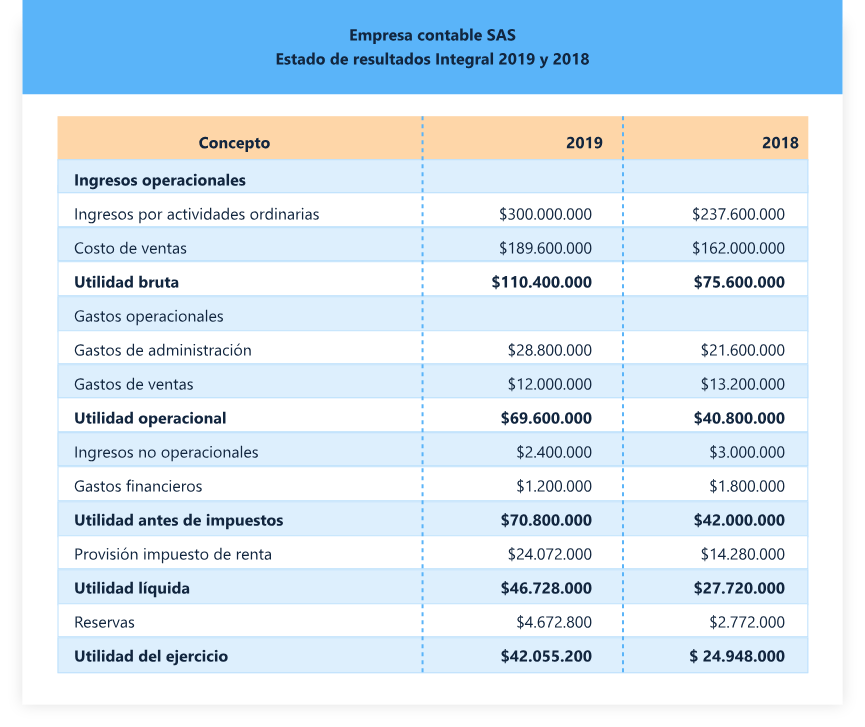 Empresa contable SAS
Estado de resultados Integral 2019 y 2018
Concepto 2019 2018
Ingresos operacionales
Ingresos por actividades ordinarias $300.000.000 $237.600.000
Costo de ventas $189.600.000 $162.000.000
Utilidad bruta $110.400.000 $75.600.000
Gastos operacionales
Gastos de administración $28.800.000 $21.600.000
Gastos de ventas $12.000.000 $13.200.000
Utilidad operacional $69.600.000 $40.800.000
Ingresos no operacionales $2.400.000 $3.000.000
Gastos financieros $1.200.000 $1.800.000
Utilidad antes de impuestos $70.800.000 $42.000.000
Provisión impuesto de renta $24.072.000 $14.280.000
Utilidad líquida $46.728.000 $27.720.000
Reservas $4.672.800 $2.772.000
Utilidad del ejercicio $42.055.200 $ 24.948.000